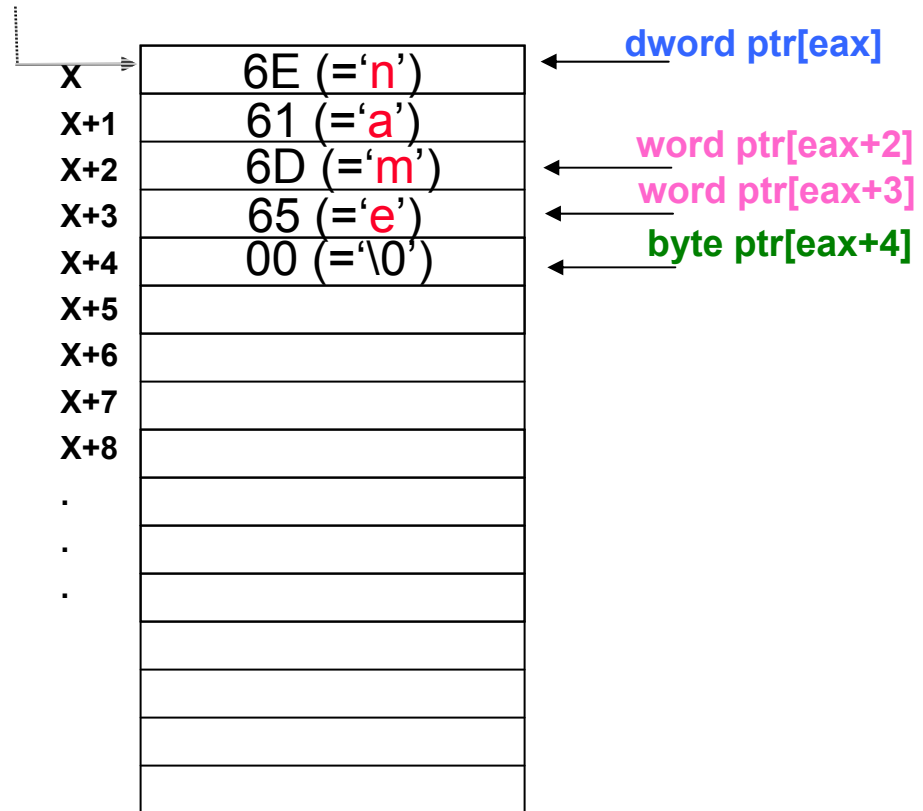 X 6E (=‘n’) dword ptr[eax]
X+1 61 (=‘a’)
X+2 6D (=‘m’) word ptr[eax+2]
X+3 65 (=‘e’) word ptr[eax+3]
X+4 00 (=‘\0’) byte ptr[eax+4]
X+5
X+6
X+7
X+8
.
.
.